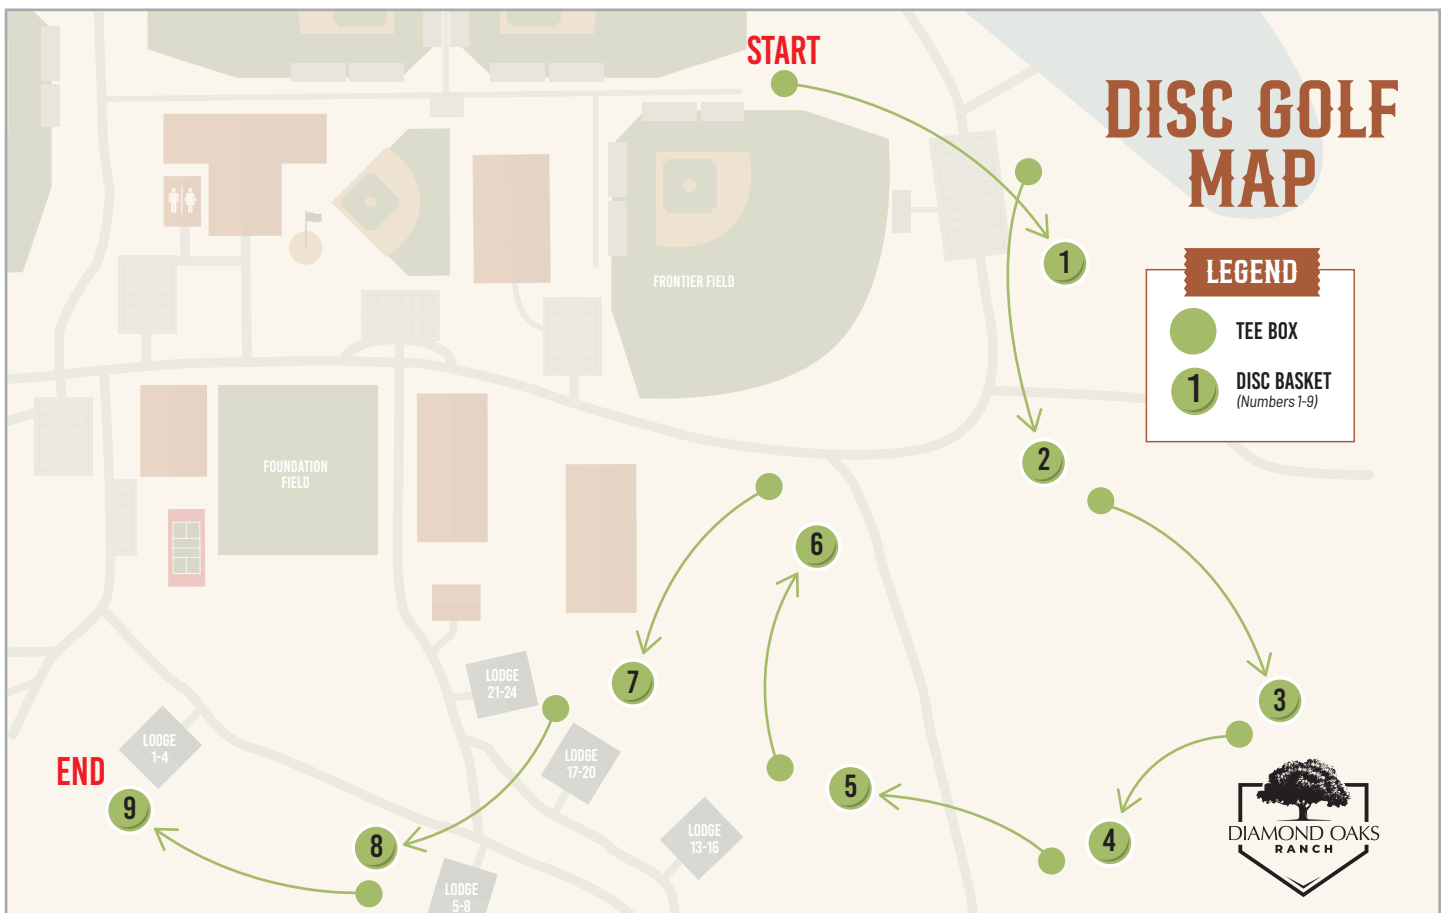 START
DISC GOLF
MAP
LEGEND
TEE BOX
1
DISC BASKET
(Numbers 1-9)
1
FRONTIER FIELD
2
FOUNDATION
FIELD
6
7
3
LODGE
21-24
LODGE
1-4
LODGE
17-20
END
9
5
8
4
LODGE
13-16
LODGE
5-8
DIAMOND OAKS
RANCH